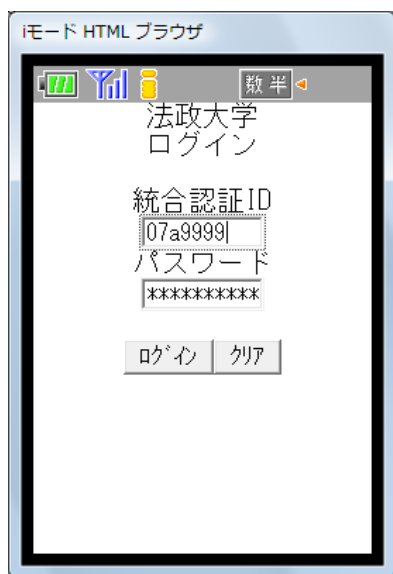 iモード HTML ブラウザ
数半
法政大学
ログイン
統合認証ID
07a9999
パスワード
**********
ﾛｸﾞｲﾝ ｸﾘｱ